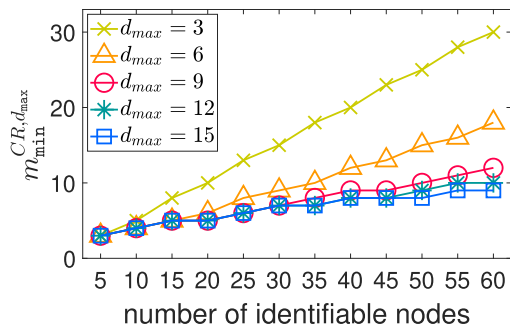 30
20
10
0
m_min^{CR,d_max}
d_max = 3
d_max = 6
d_max = 9
d_max = 12
d_max = 15
5 10 15 20 25 30 35 40 45 50 55 60
number of identifiable nodes